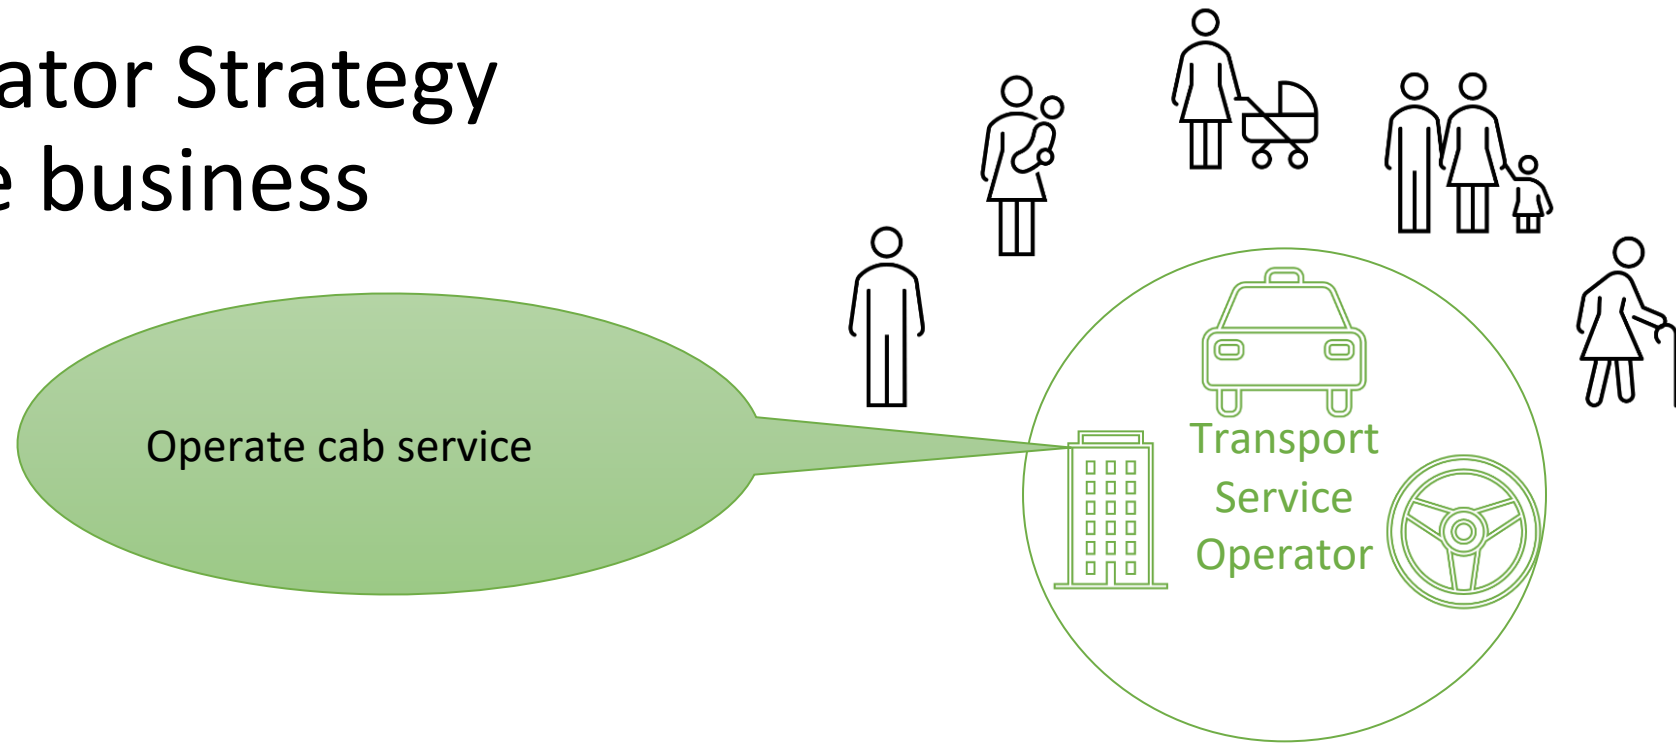 ator Strategy
e business
Operate cab service
Transport
Service
Operator